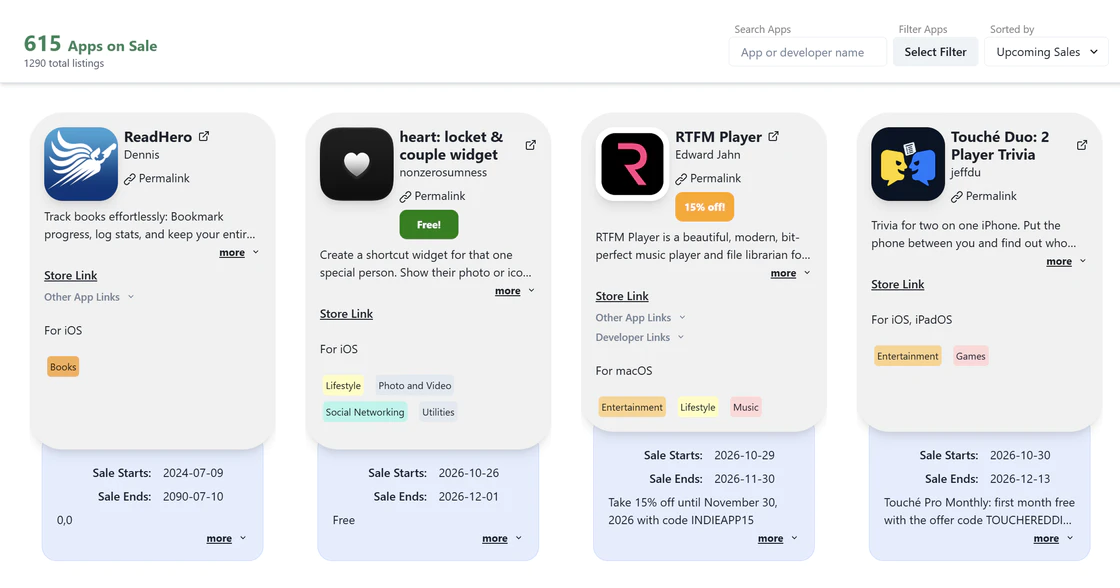 615 Apps on Sale
1290 total listings
Search Apps
App or developer name
Filter Apps
Select Filter
Sorted by
Upcoming Sales
ReadHero
Dennis
Permalink
Track books effortlessly: Bookmark
progress, log stats, and keep your entir...
more
Store Link
Other App Links
For iOS
Books
Sale Starts: 2024-07-09
Sale Ends: 2090-07-10
0,0
more
heart: locket &
couple widget
nonzerosumness
Permalink
Free!
Create a shortcut widget for that one
special person. Show their photo or ico...
more
Store Link
For iOS
Lifestyle Photo and Video
Social Networking Utilities
Sale Starts: 2026-10-26
Sale Ends: 2026-12-01
Free
more
RTFM Player
Edward Jahn
Permalink
15% off!
RTFM Player is a beautiful, modern, bit-
perfect music player and file librarian fo...
more
Store Link
Other App Links
Developer Links
For macOS
Entertainment Lifestyle Music
Sale Starts: 2026-10-29
Sale Ends: 2026-11-30
Take 15% off until November 30,
2026 with code INDIEAPP15
more
Touché Duo: 2
Player Trivia
jeffdu
Permalink
Trivia for two on one iPhone. Put the
phone between you and find out who...
more
Store Link
For iOS, iPadOS
Entertainment Games
Sale Starts: 2026-10-30
Sale Ends: 2026-12-13
Touché Pro Monthly: first month free
with the offer code TOUCHEREDDI...
more